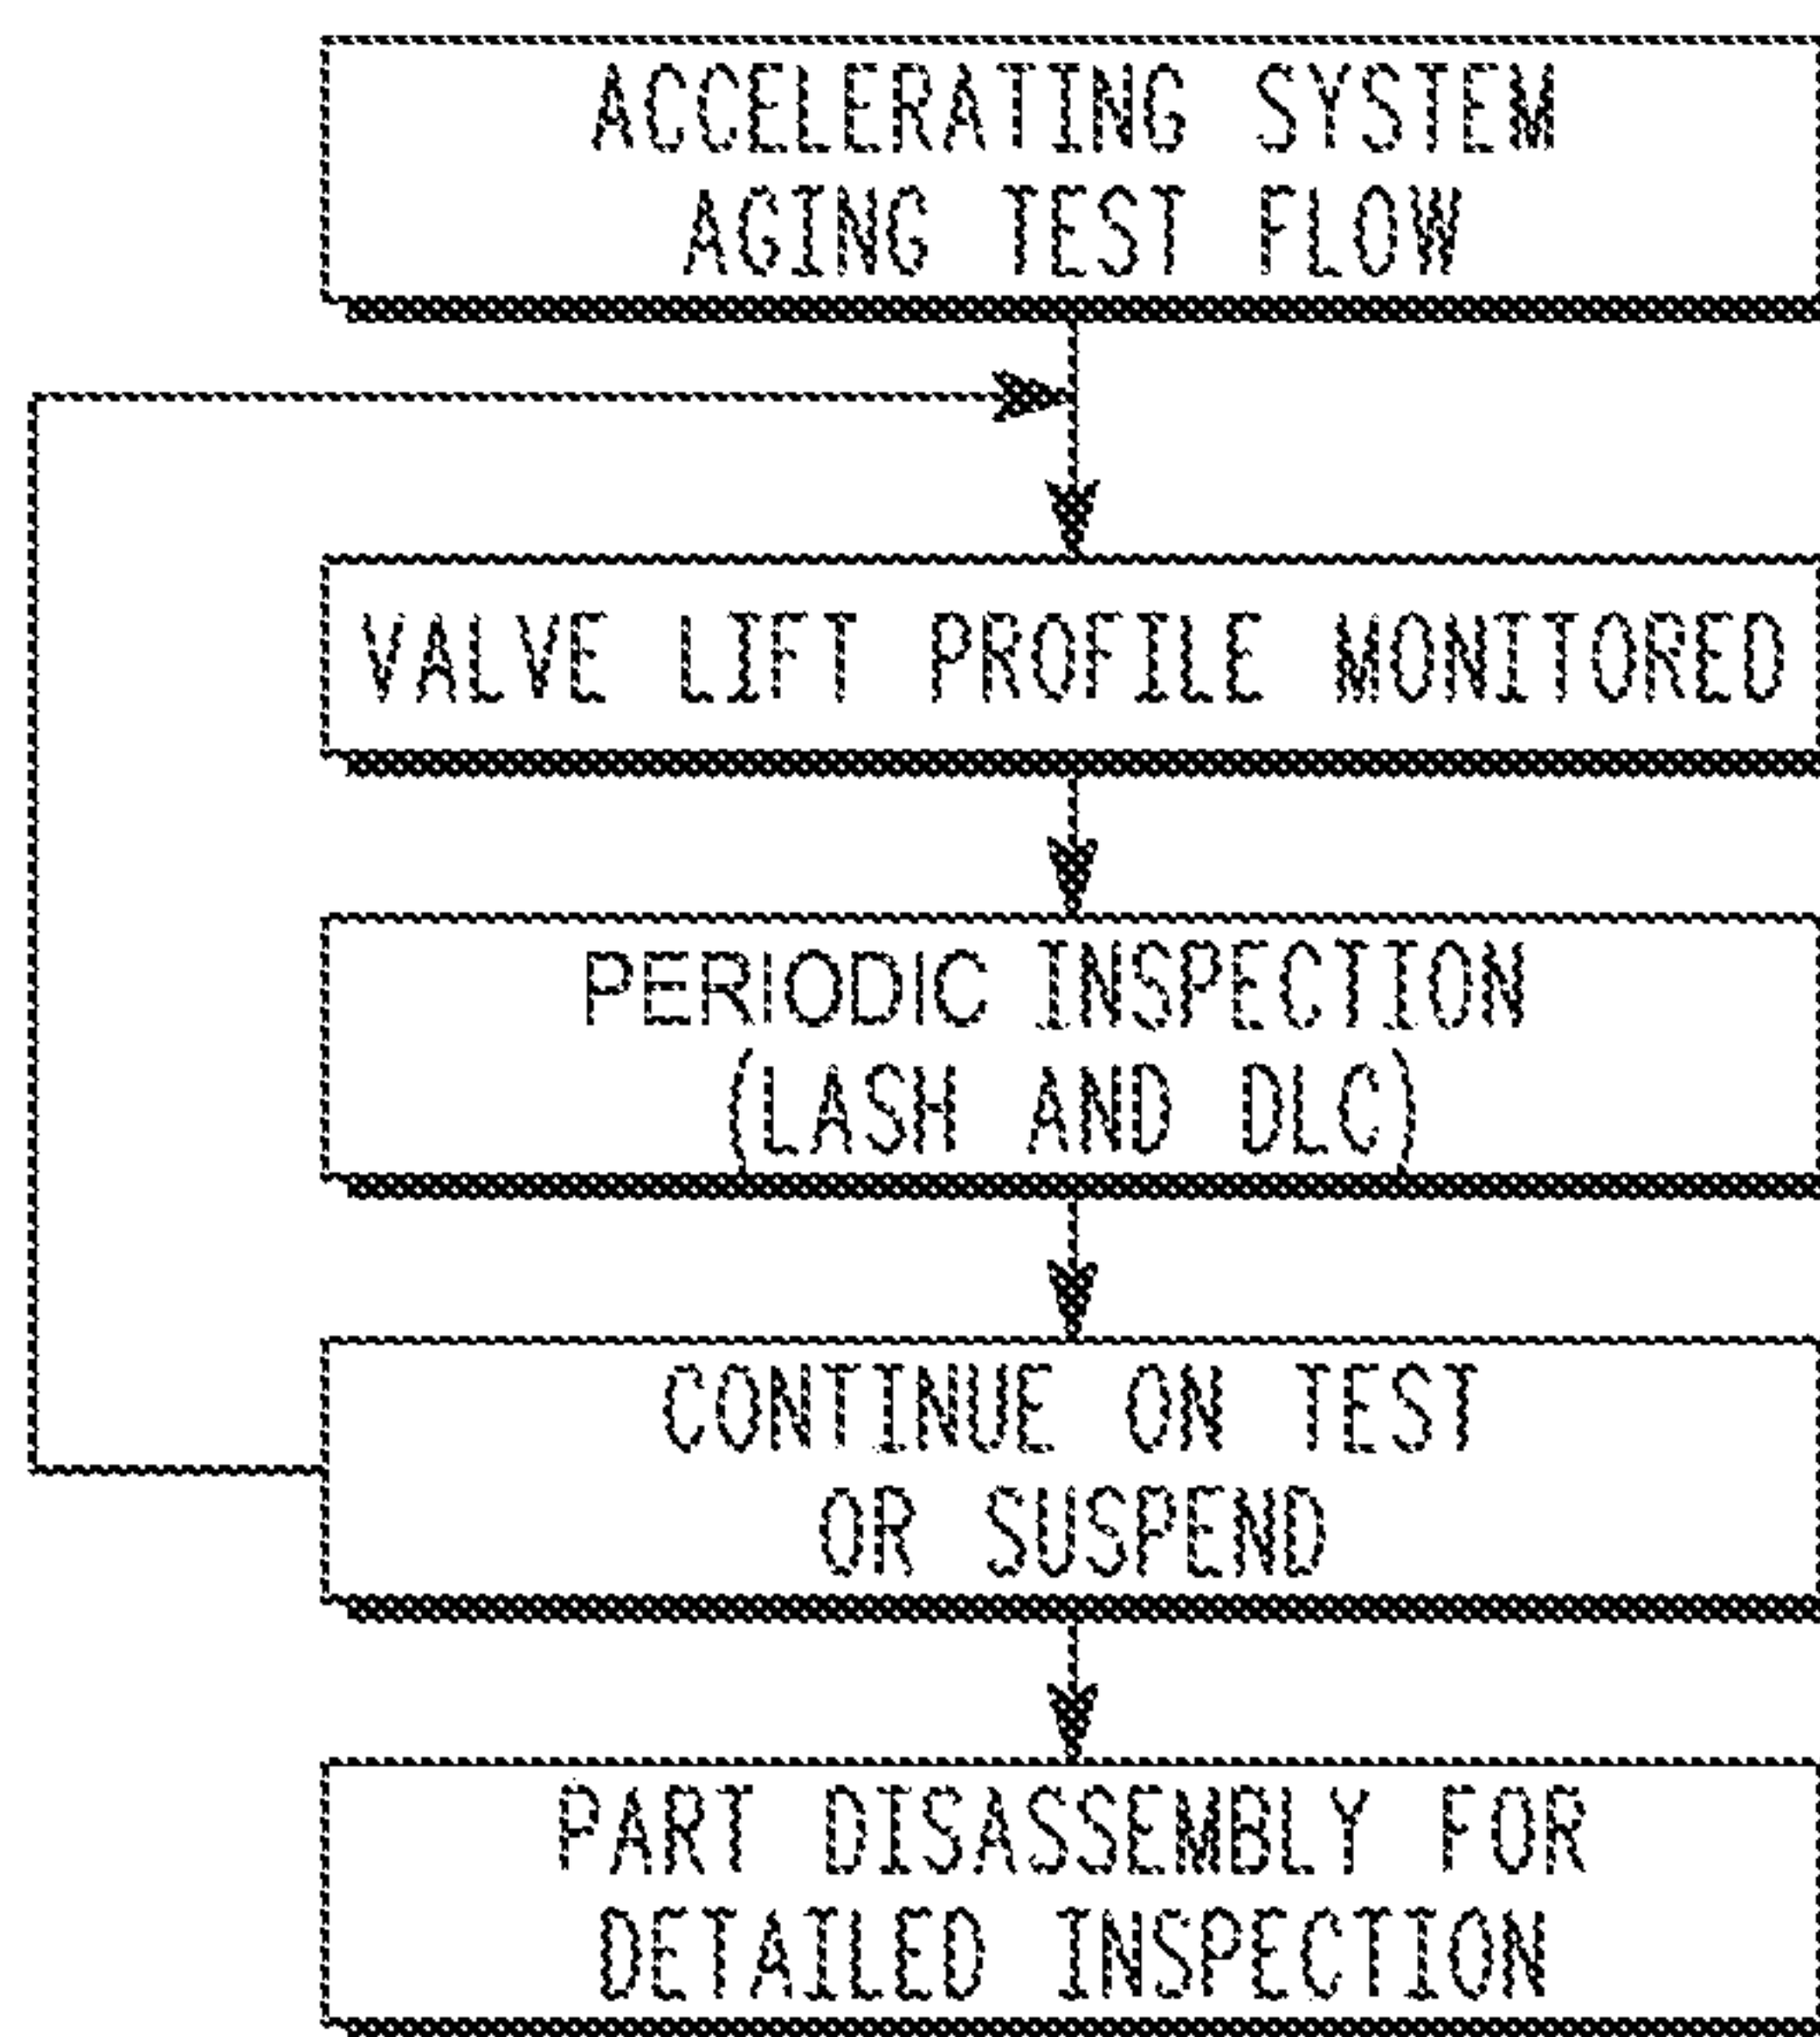 ACCELERATING SYSTEM
AGING TEST FLOW
VALVE LIFT PROFILE MONITORED
PERIODIC INSPECTION
(LASH AND DLC)
CONTINUE ON TEST
OR SUSPEND
PART DISASSEMBLY FOR
DETAILED INSPECTION